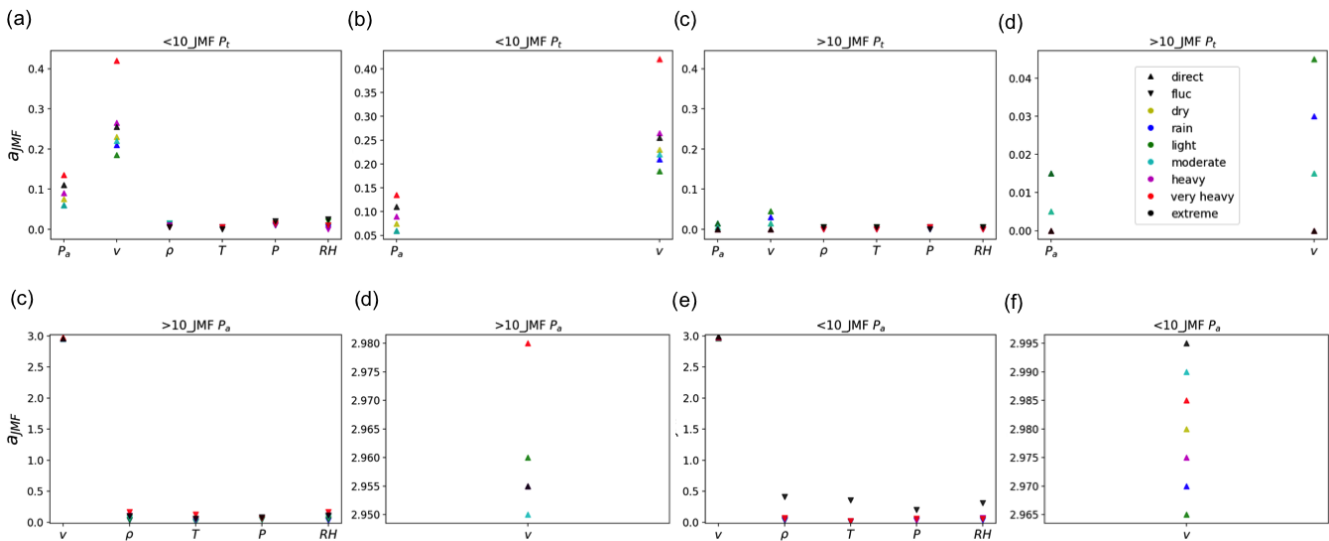 (a)
<10_JMF Pt
aJMF
0.4
0.3
0.2
0.1
0.0
Pa v ρ T P RH
(b)
<10_JMF Pt
0.40
0.35
0.30
0.25
0.20
0.15
0.10
0.05
Pa v
(c)
>10_JMF Pt
0.4
0.3
0.2
0.1
0.0
Pa v ρ T P RH
(d)
>10_JMF Pt
0.04
0.03
0.02
0.01
0.00
direct
fluc
dry
rain
light
moderate
heavy
very heavy
extreme
Pa v
(c)
>10_JMF Pa
aJMF
3.0
2.5
2.0
1.5
1.0
0.5
0.0
v ρ T P RH
(d)
>10_JMF Pa
2.980
2.975
2.970
2.965
2.960
2.955
2.950
v
(e)
<10_JMF Pa
3.0
2.5
2.0
1.5
1.0
0.5
0.0
v ρ T P RH
(f)
<10_JMF Pa
2.995
2.990
2.985
2.980
2.975
2.970
2.965
v